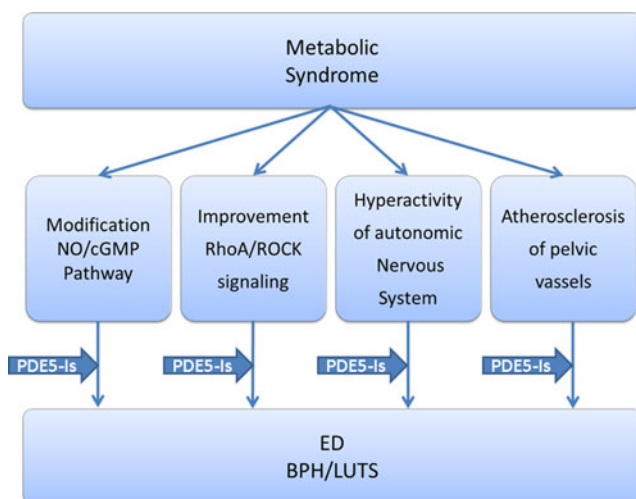 Metabolic
Syndrome
Modification
NO/cGMP
Pathway
Improvement
RhoA/ROCK
signaling
Hyperactivity
of autonomic
Nervous
System
Atherosclerosis
of pelvic
vessels
PDE5-Is
PDE5-Is
PDE5-Is
PDE5-Is
ED
BPH/LUTS